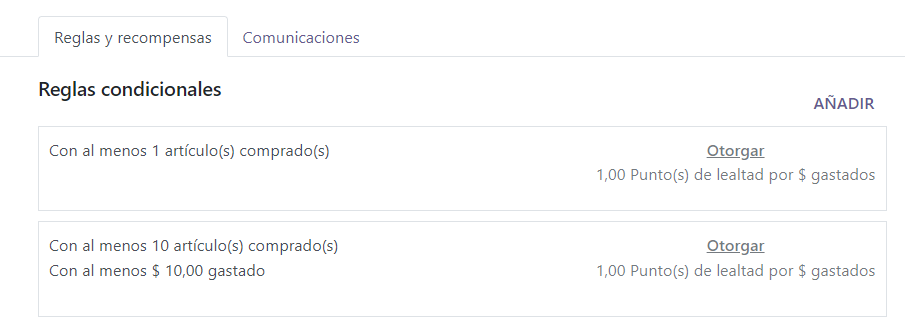 Reglas y recompensas
Comunicaciones
Reglas condicionales
AÑADIR
Con al menos 1 artículo(s) comprado(s)
Otorgar
1,00 Punto(s) de lealtad por $ gastados
Con al menos 10 artículo(s) comprado(s)
Otorgar
Con al menos $ 10,00 gastado
1,00 Punto(s) de lealtad por $ gastados